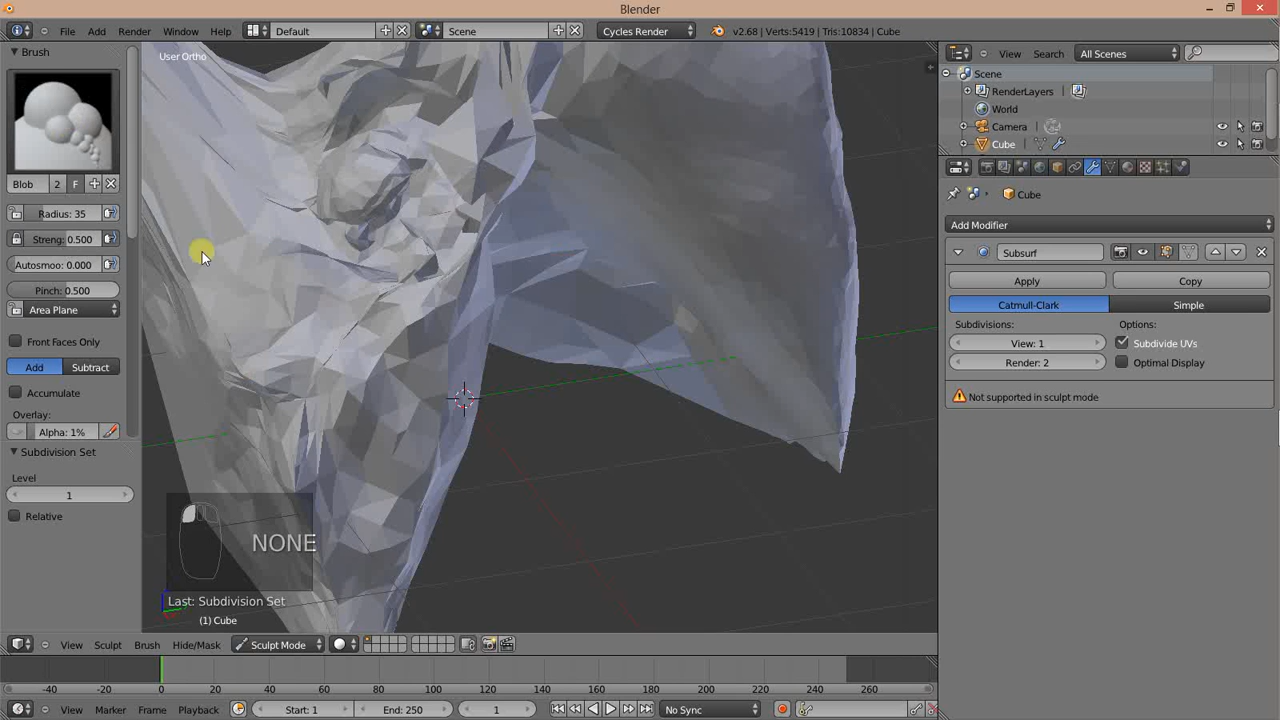 Blender
File Add Render Window Help Default Scene Cycles Render v2.68 | Verts:5419 | Tris:10834 | Cube
Brush
User Ortho
Blob 2 F
Radius: 35
Streng: 0.500
Autosmoo: 0.000
Pinch: 0.500
Area Plane
Front Faces Only
Add Subtract
Accumulate
Overlay:
Alpha: 1%
Subdivision Set
Level
1
Relative
NONE
Last: Subdivision Set
(1) Cube
View Sculpt Brush Hide/Mask Sculpt Mode
-40 -20 0 20 40 60 80 100 120 140 160 180 200 220 240 260
View Marker Frame Playback Start: 1 End: 250 1 No Sync
View Search All Scenes
Scene
RenderLayers
World
Camera
Cube
Cube
Add Modifier
Subsurf
Apply Copy
Catmull-Clark Simple
Subdivisions: Options:
View: 1 Subdivide UVs
Render: 2 Optimal Display
Not supported in sculpt mode